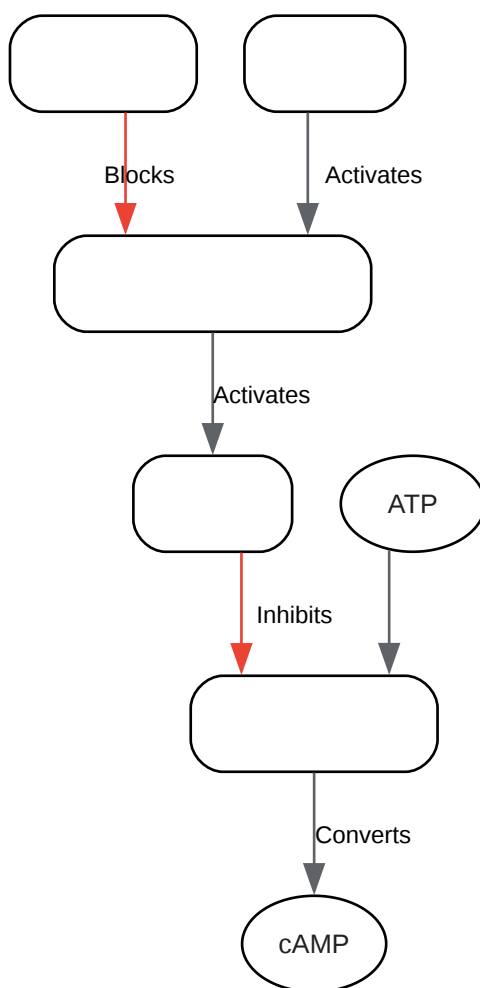 Blocks
Activates
Activates
ATP
Inhibits
Converts
cAMP